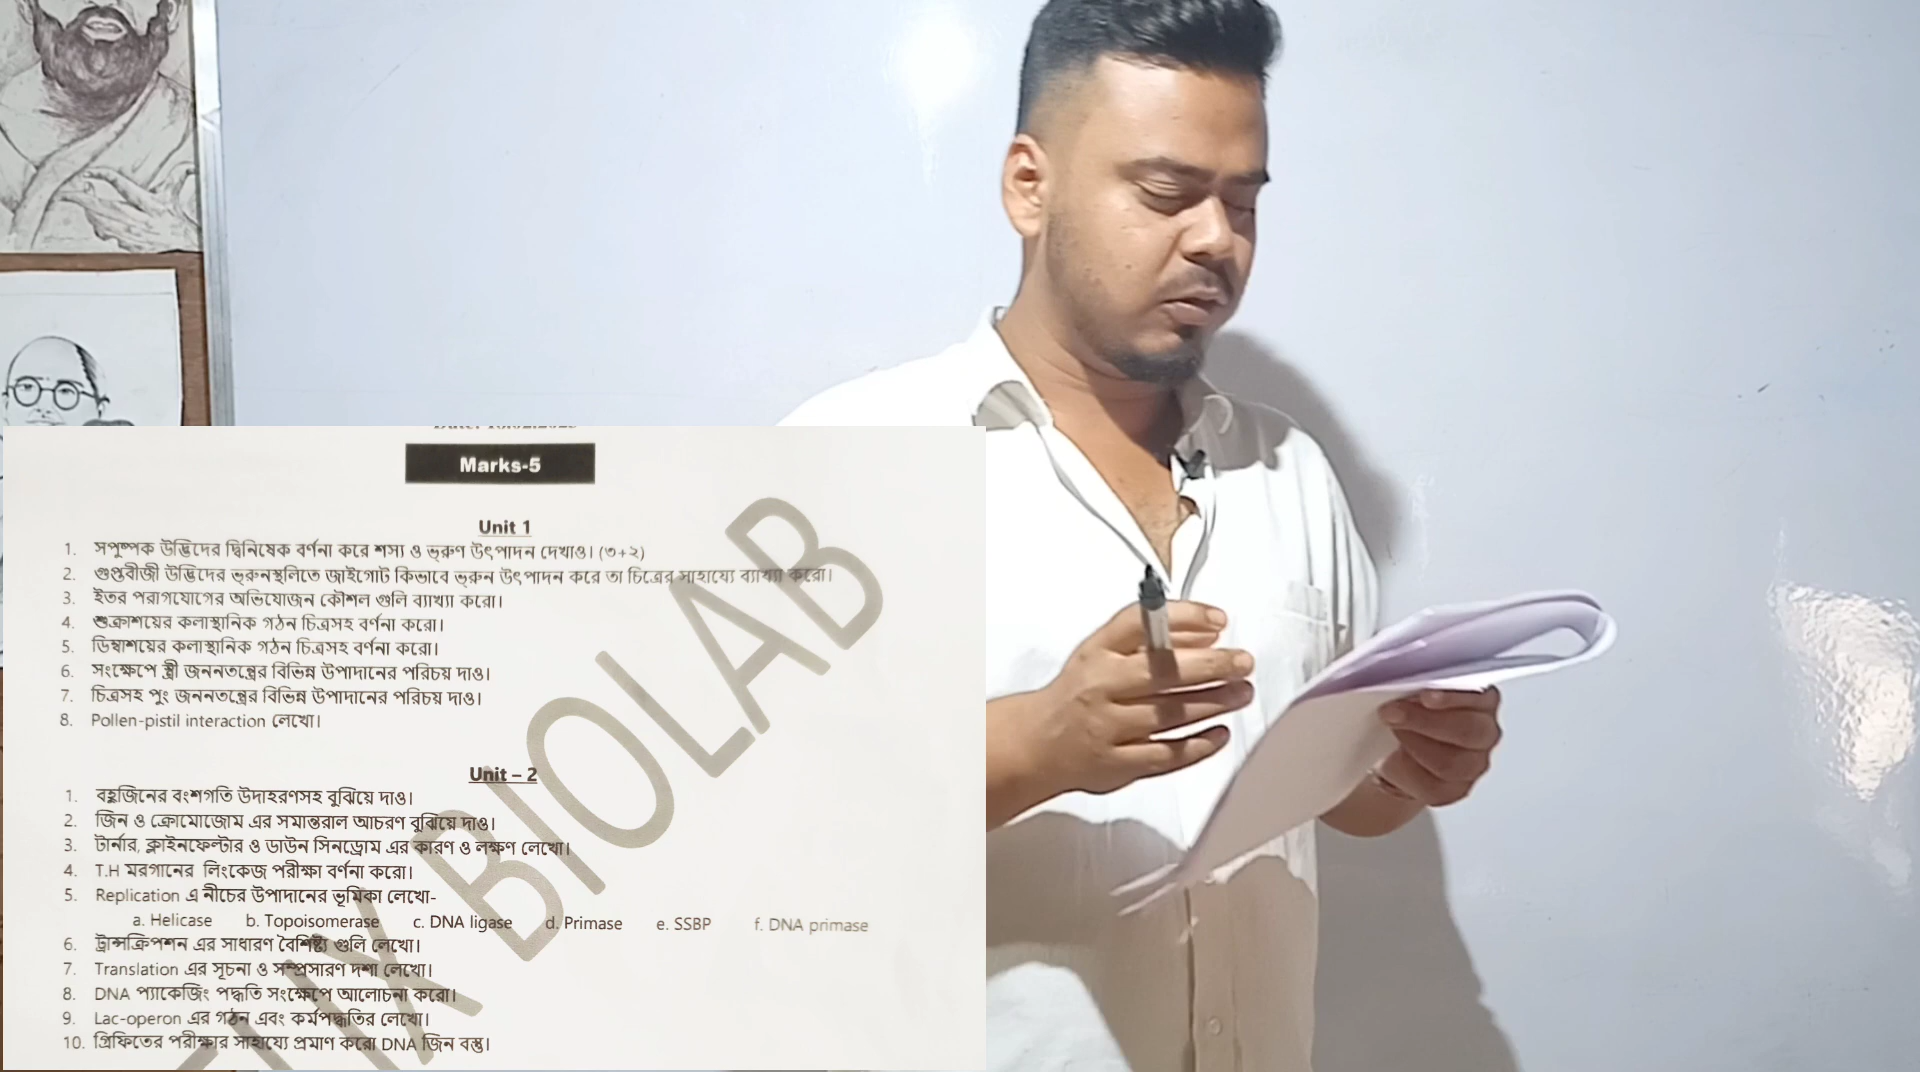 Marks-5
Unit 1
1. সপুষ্পক উদ্ভিদের দ্বিনিষেক বর্ণনা করে শস্য ও ভ্রুণ উৎপাদন দেখাও। (৩+২)
2. গুপ্তবীজী উদ্ভিদের ভ্রুনস্থলিতে জাইগোট কিভাবে ভ্রুন উৎপাদন করে তা চিত্রের সাহায্যে ব্যাখ্যা করো।
3. ইতর পরাগযোগের অভিযোজন কৌশল গুলি ব্যাখ্যা করো।
4. শুক্রাশয়ের কলাস্থানিক গঠন চিত্রসহ বর্ণনা করো।
5. ডিম্বাশয়ের কলাস্থানিক গঠন চিত্রসহ বর্ণনা করো।
6. সংক্ষেপে স্ত্রী জননতন্ত্রের বিভিন্ন উপাদানের পরিচয় দাও।
7. চিত্রসহ পুং জননতন্ত্রের বিভিন্ন উপাদানের পরিচয় দাও।
8. Pollen-pistil interaction লেখো।
Unit – 2
1. বহুজিনের বংশগতি উদাহরণসহ বুঝিয়ে দাও।
2. জিন ও ক্রোমোজোম এর সমান্তরাল আচরণ বুঝিয়ে দাও।
3. টার্নার, ক্লাইনফেল্টার ও ডাউন সিনড্রোম এর কারণ ও লক্ষণ লেখো।
4. T.H মরগানের লিংকেজ পরীক্ষা বর্ণনা করো।
5. Replication এ নীচের উপাদানের ভূমিকা লেখো-
a. Helicase b. Topoisomerase c. DNA ligase d. Primase e. SSBP f. DNA primase
6. ট্রান্সক্রিপশন এর সাধারণ বৈশিষ্ট্য গুলি লেখো।
7. Translation এর সূচনা ও সম্প্রসারণ দশা লেখো।
8. DNA প্যাকেজিং পদ্ধতি সংক্ষেপে আলোচনা করো।
9. Lac-operon এর গঠন এবং কর্মপদ্ধতির লেখো।
10. গ্রিফিতের পরীক্ষার সাহায্যে প্রমাণ করো DNA জিন বস্তু।
BIOLAB